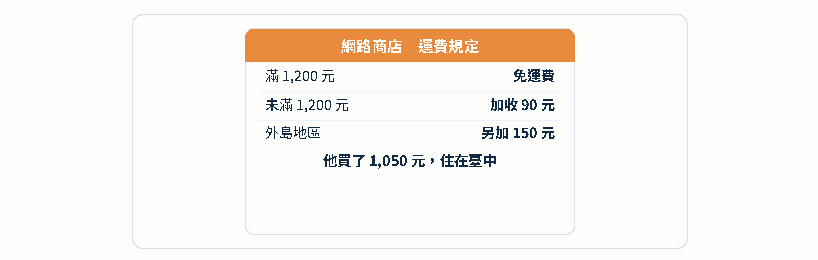 網路商店　運費規定
滿 1,200 元 免運費
未滿 1,200 元 加收 90 元
外島地區 另加 150 元
他買了 1,050 元，住在臺中